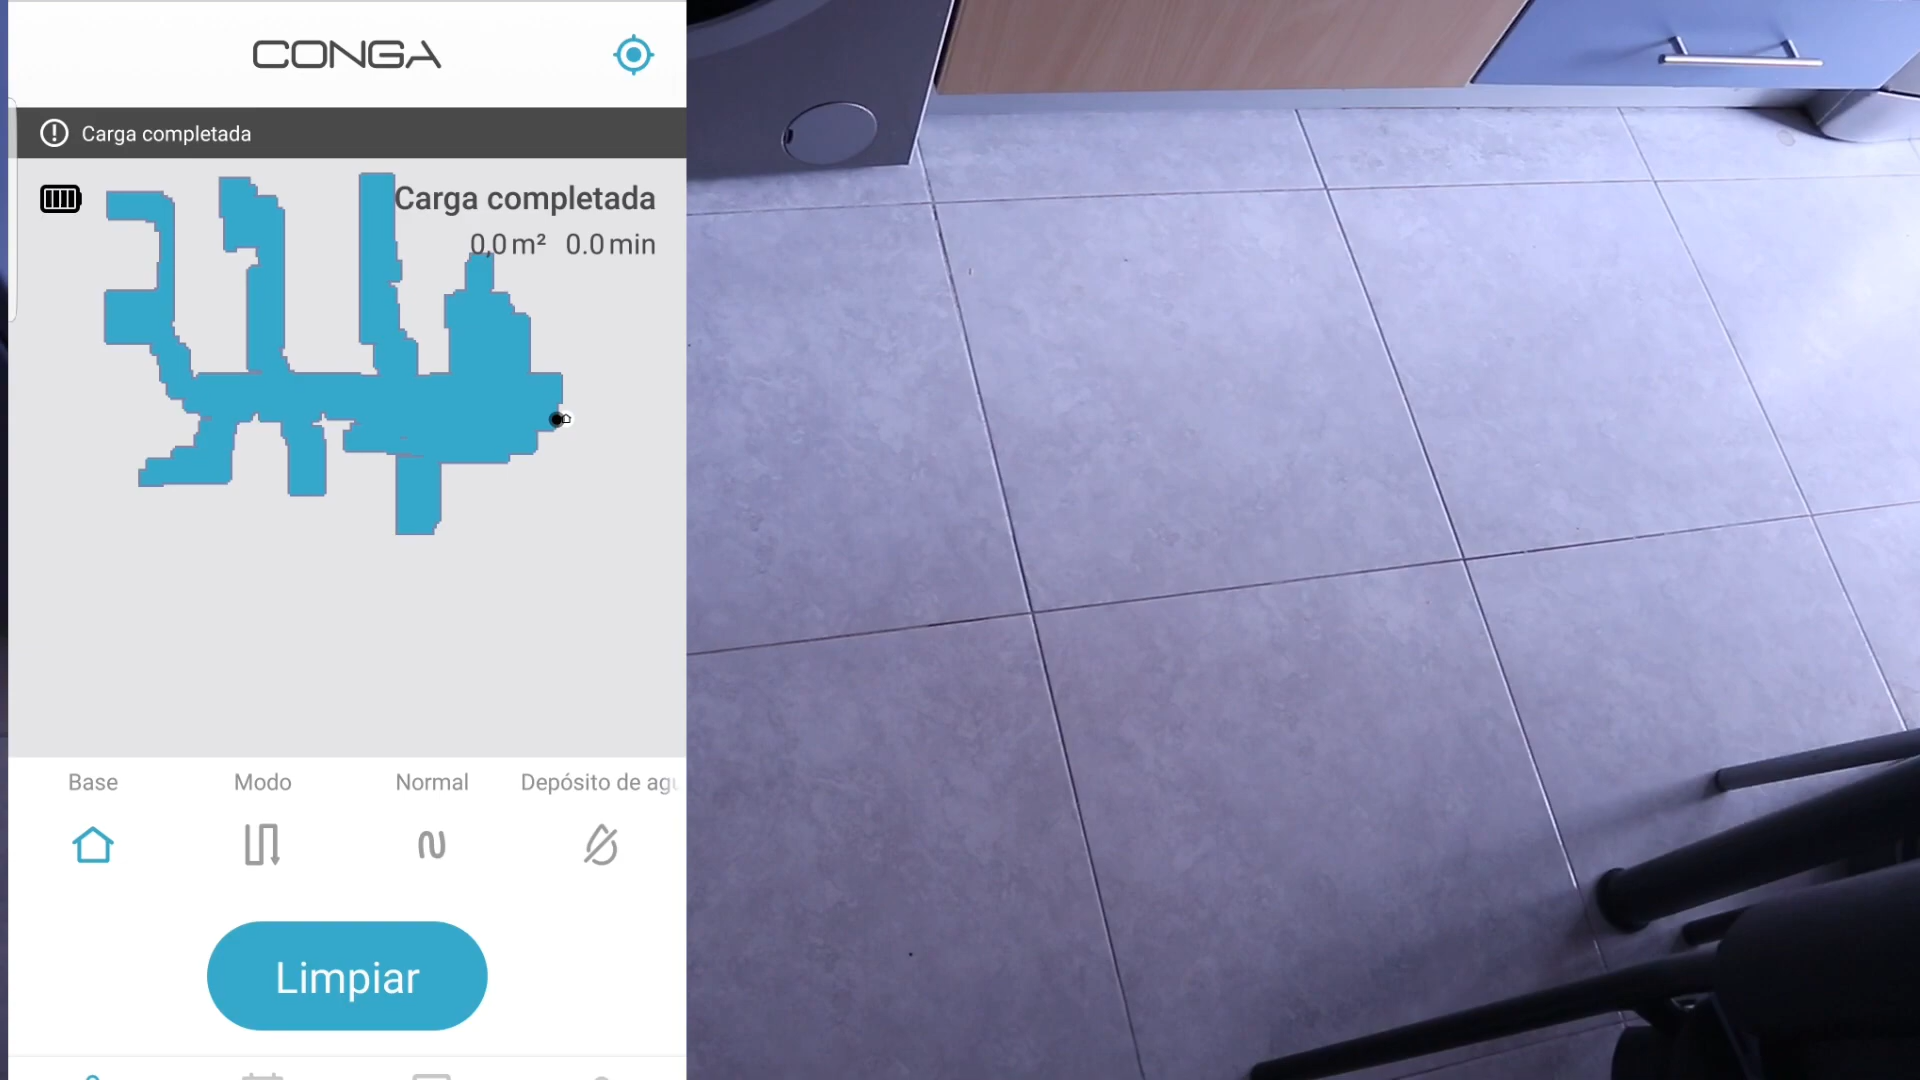 CONGA
Carga completada
Carga completada
0,0 m² 0.0 min
Base
Modo
Normal
Depósito de agu
Limpiar